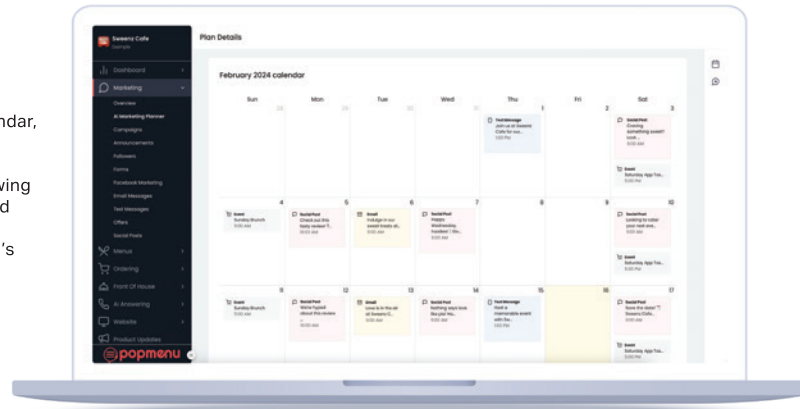 ndar,
wing
d
's
Sweenz Cafe
Example
Dashboard
Marketing
Overview
AI Marketing Planner
Campaigns
Announcements
Followers
Forms
Facebook Marketing
Email Messages
Text Messages
Offers
Social Posts
Menus
Ordering
Front Of House
AI Answering
Website
Product Updates
popmenu
Plan Details
February 2024 calendar
Sun Mon Tue Wed Thu Fri Sat
28 29 30 31 1 2 3
Text Message
Join us at Sweenz
Cafe for our...
1:00 PM
Social Post
Craving
something sweet?
Look ...
9:00 AM
Event
Saturday App Tas...
5:00 PM
4 5 6 7 8 9 10
Event
Sunday Brunch
11:00 AM
Social Post
Check out this
tasty review! T...
10:00 AM
Email
Indulge in our
sweet treats at...
9:00 AM
Social Post
Happy
Wednesday,
foodies!
9:00 AM
Social Post
Looking to cater
your next eve...
9:00 AM
Event
Saturday App Tas...
5:00 PM
11 12 13 14 15 16 17
Event
Sunday Brunch
11:00 AM
Social Post
We're hyped
about this review
...
10:00 AM
Email
Love is in the air
at Sweenz C...
9:00 AM
Social Post
Nothing says love
like
9:00 AM
Text Message
Host a
memorable event
with Sw...
1:00 PM
Social Post
Save the date!
Sweenz Cafe...
9:00 AM
Event
Saturday App Tas...
5:00 PM